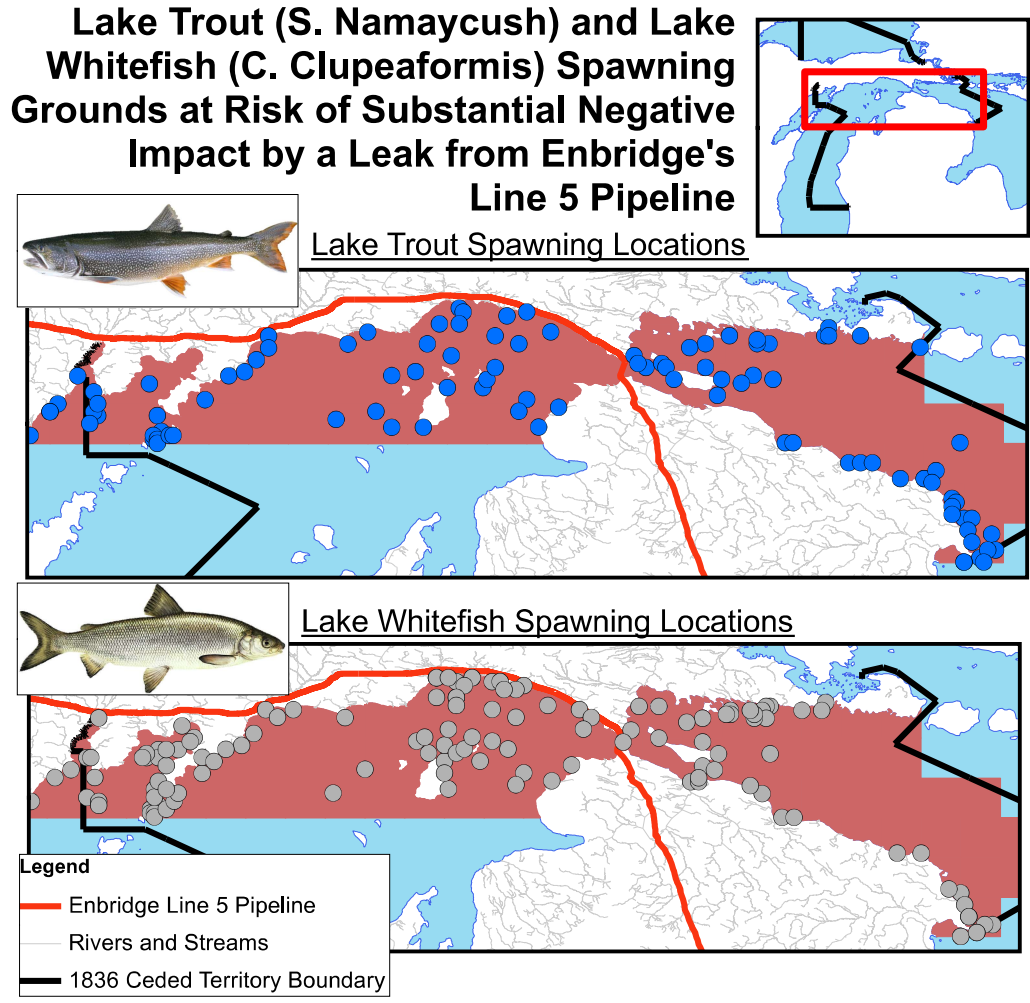 Lake Trout (S. Namaycush) and Lake
Whitefish (C. Clupeaformis) Spawning
Grounds at Risk of Substantial Negative
Impact by a Leak from Enbridge's
Line 5 Pipeline
Lake Trout Spawning Locations
Lake Whitefish Spawning Locations
Legend
Enbridge Line 5 Pipeline
Rivers and Streams
1836 Ceded Territory Boundary